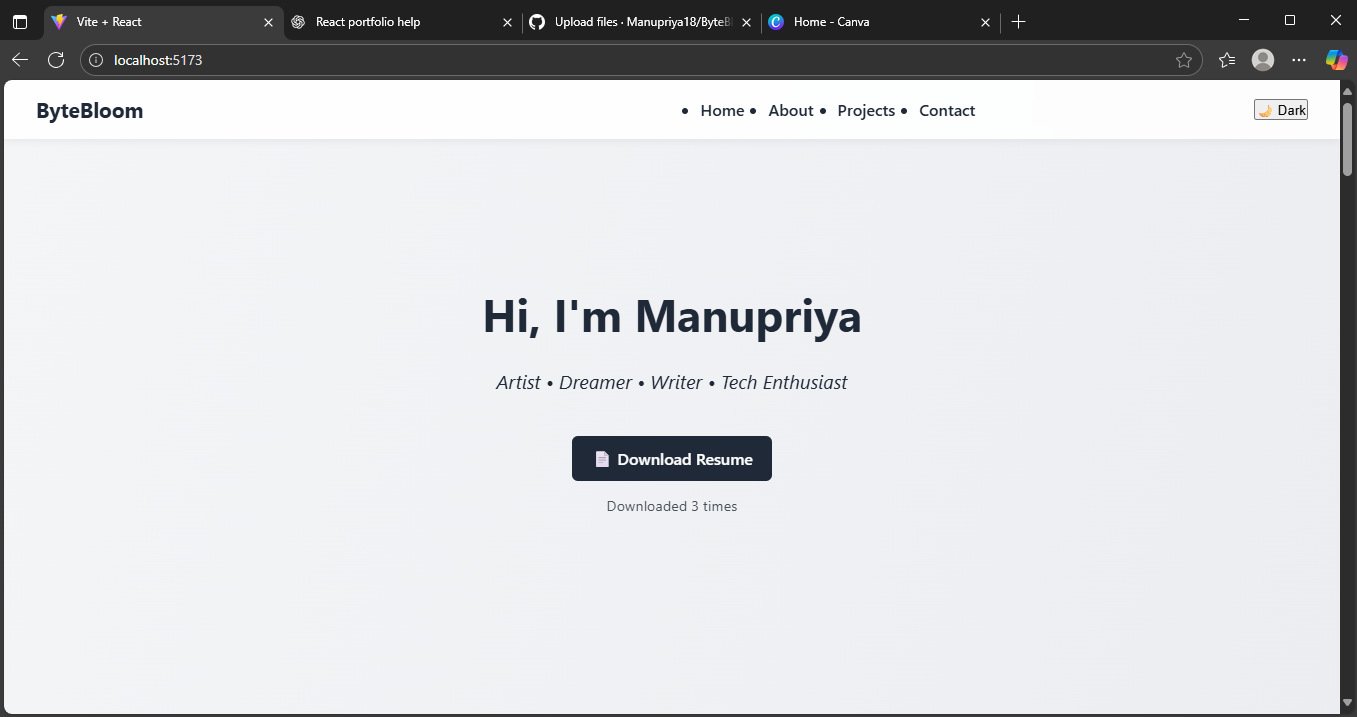 Vite + React
React portfolio help
Upload files · Manupriya18/ByteBl
Home - Canva
localhost:5173
ByteBloom
• Home • About • Projects • Contact
🌙 Dark
Hi, I'm Manupriya
Artist • Dreamer • Writer • Tech Enthusiast
📄 Download Resume
Downloaded 3 times